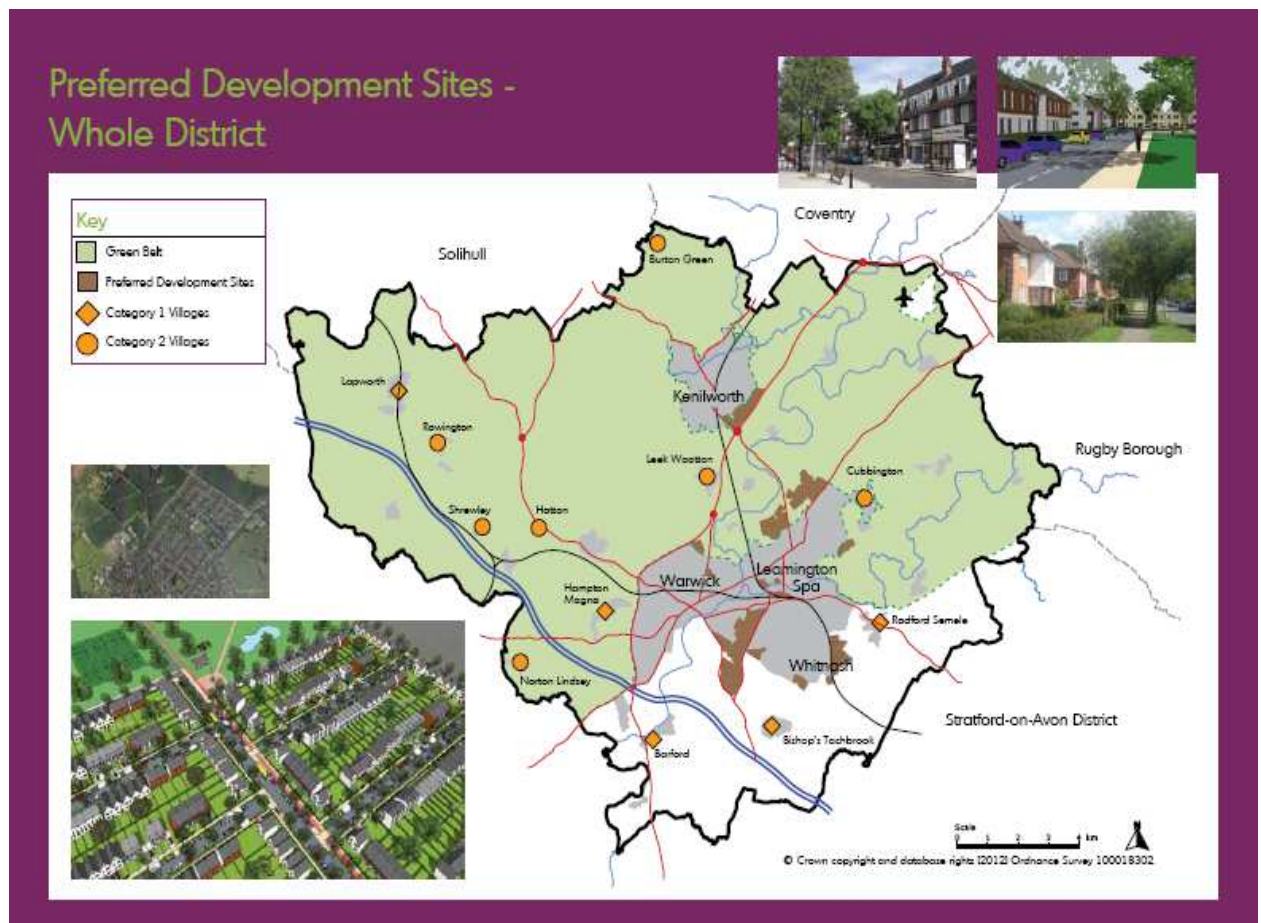 Preferred Development Sites -
Whole District
Key
Green Belt
Preferred Development Sites
Category 1 Villages
Category 2 Villages
Solihull
Coventry
Burton Green
Lapworth
Kenilworth
Rowington
Leek Wootton
Cubbington
Rugby Borough
Shrewley
Hatton
Hampton
Magna
Warwick
Leamington
Spa
Radford Semele
Norton Lindsey
Whitnash
Stratford-on-Avon District
Barford
Bishop's Tachbrook
Scale
0 1 2 3 4 km
© Crown copyright and database rights (2012) Ordnance Survey 100018302